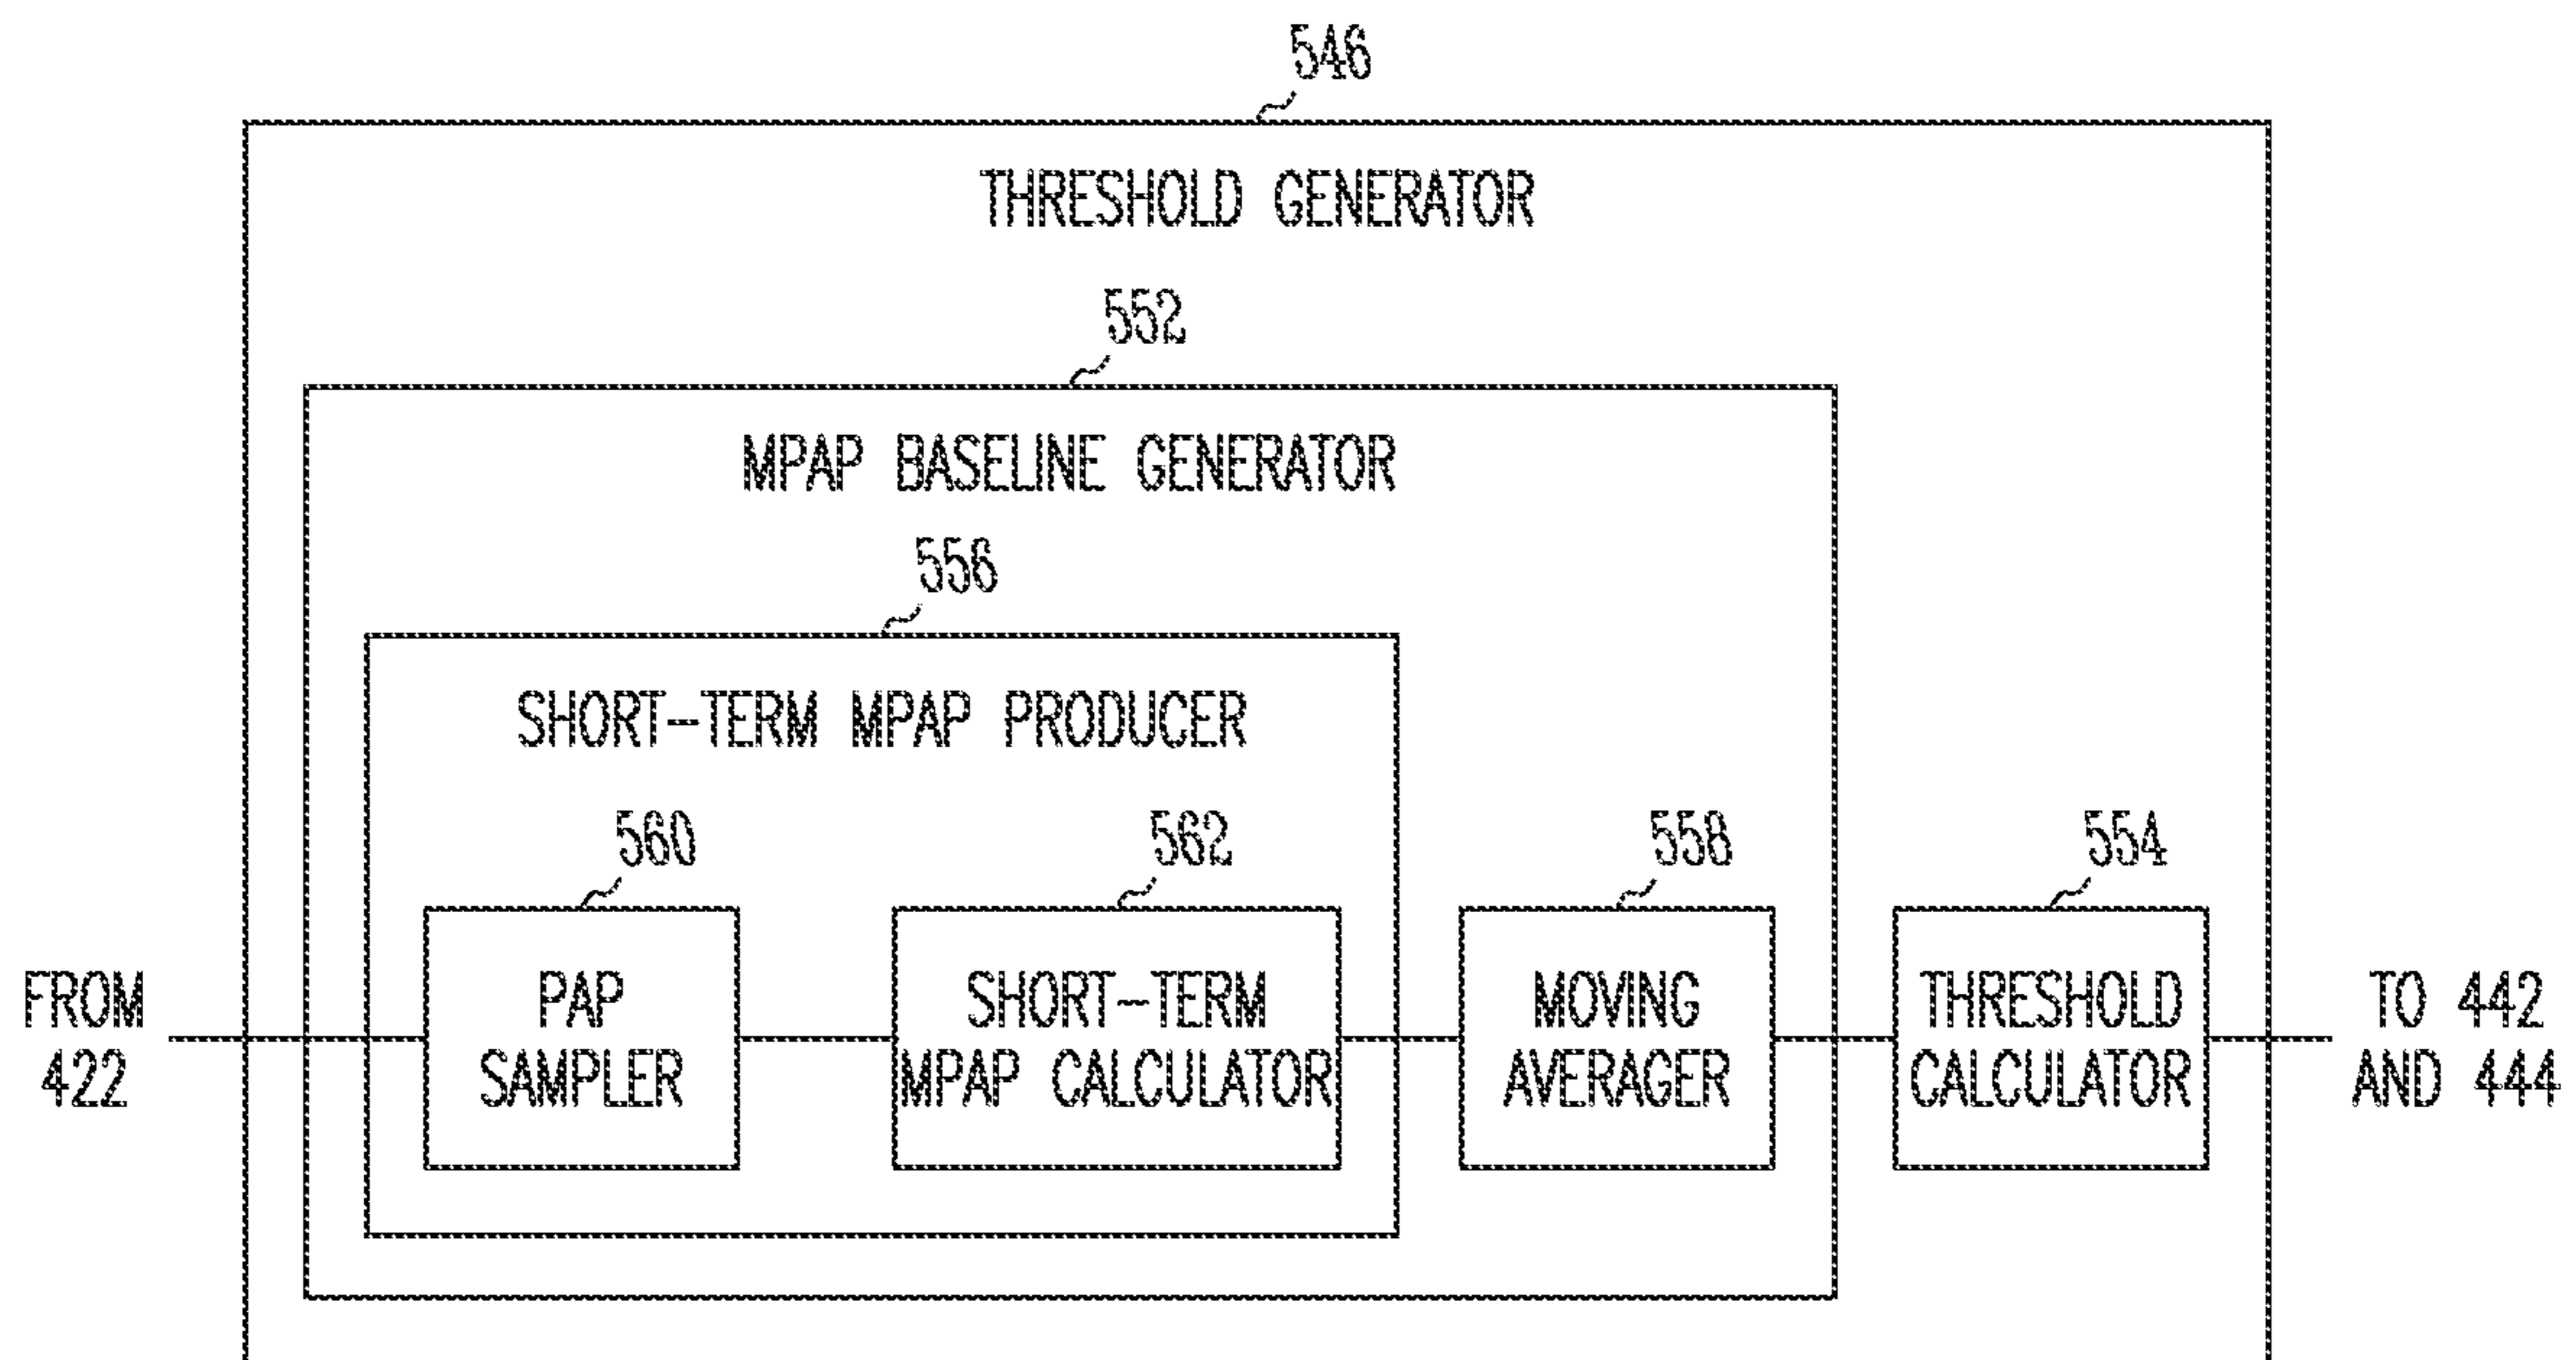 546
THRESHOLD GENERATOR
552
MPAP BASELINE GENERATOR
556
SHORT-TERM MPAP PRODUCER
560
562
558
554
FROM
422
PAP
SAMPLER
SHORT-TERM
MPAP CALCULATOR
MOVING
AVERAGER
THRESHOLD
CALCULATOR
TO 442
AND 444